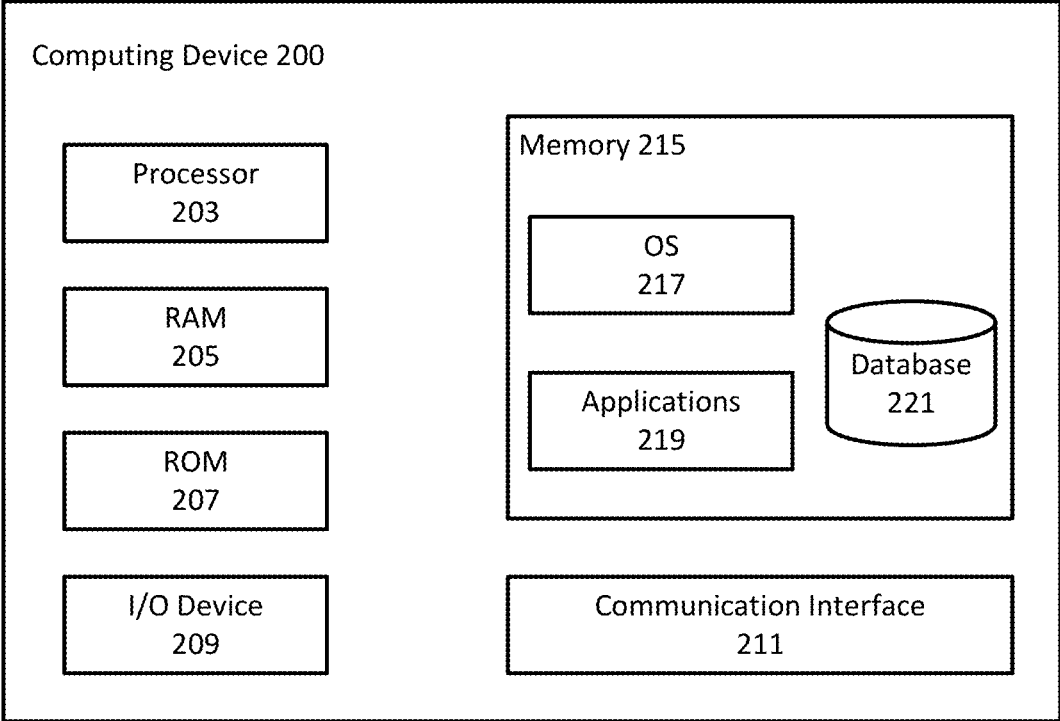 Computing Device 200
Processor
203
RAM
205
ROM
207
I/O Device
209
Memory 215
OS
217
Applications
219
Database
221
Communication Interface
211